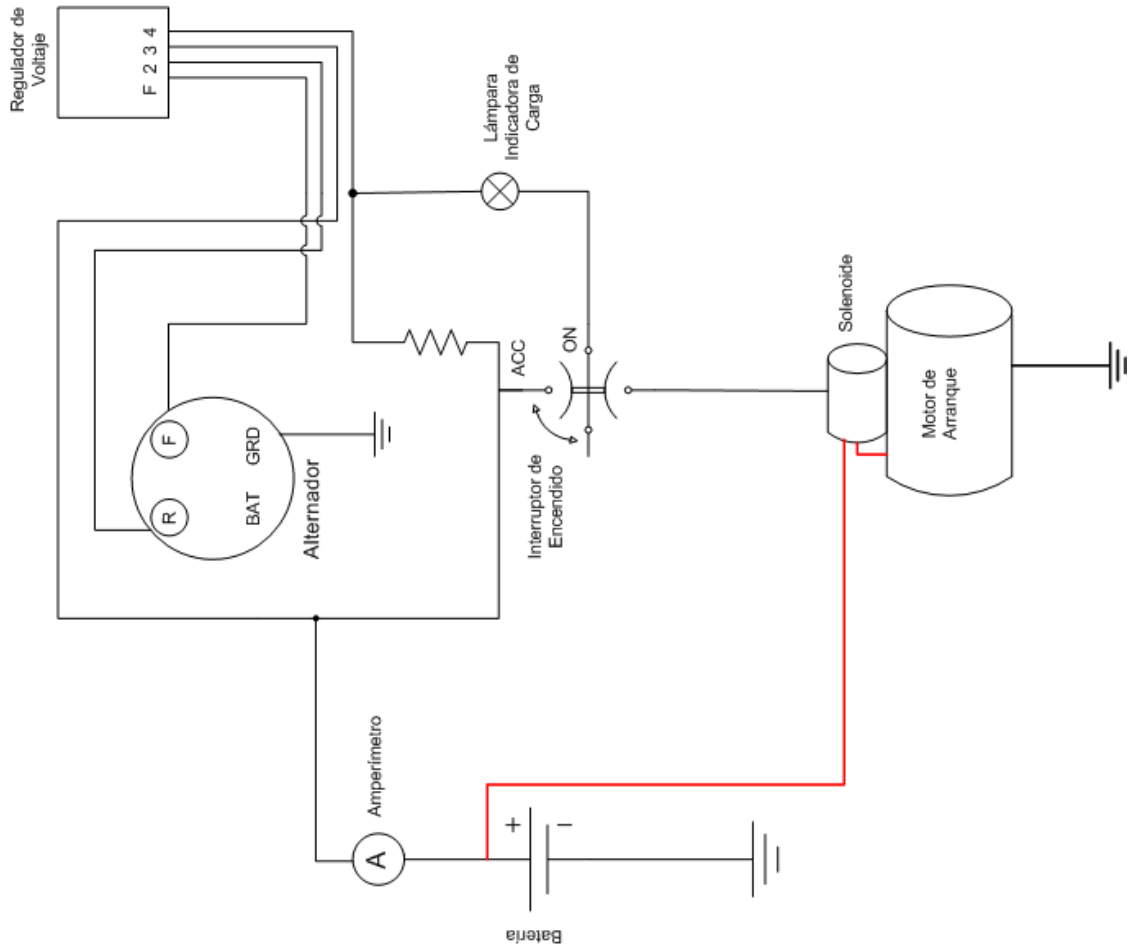 Regulador de
Voltaje
F 2 3 4
Lámpara
Indicadora de
Carga
R
F
BAT
GRD
Alternador
ACC
ON
Interruptor de
Encendido
Solenoide
Motor de
Arranque
Amperímetro
A
+
–
Batería